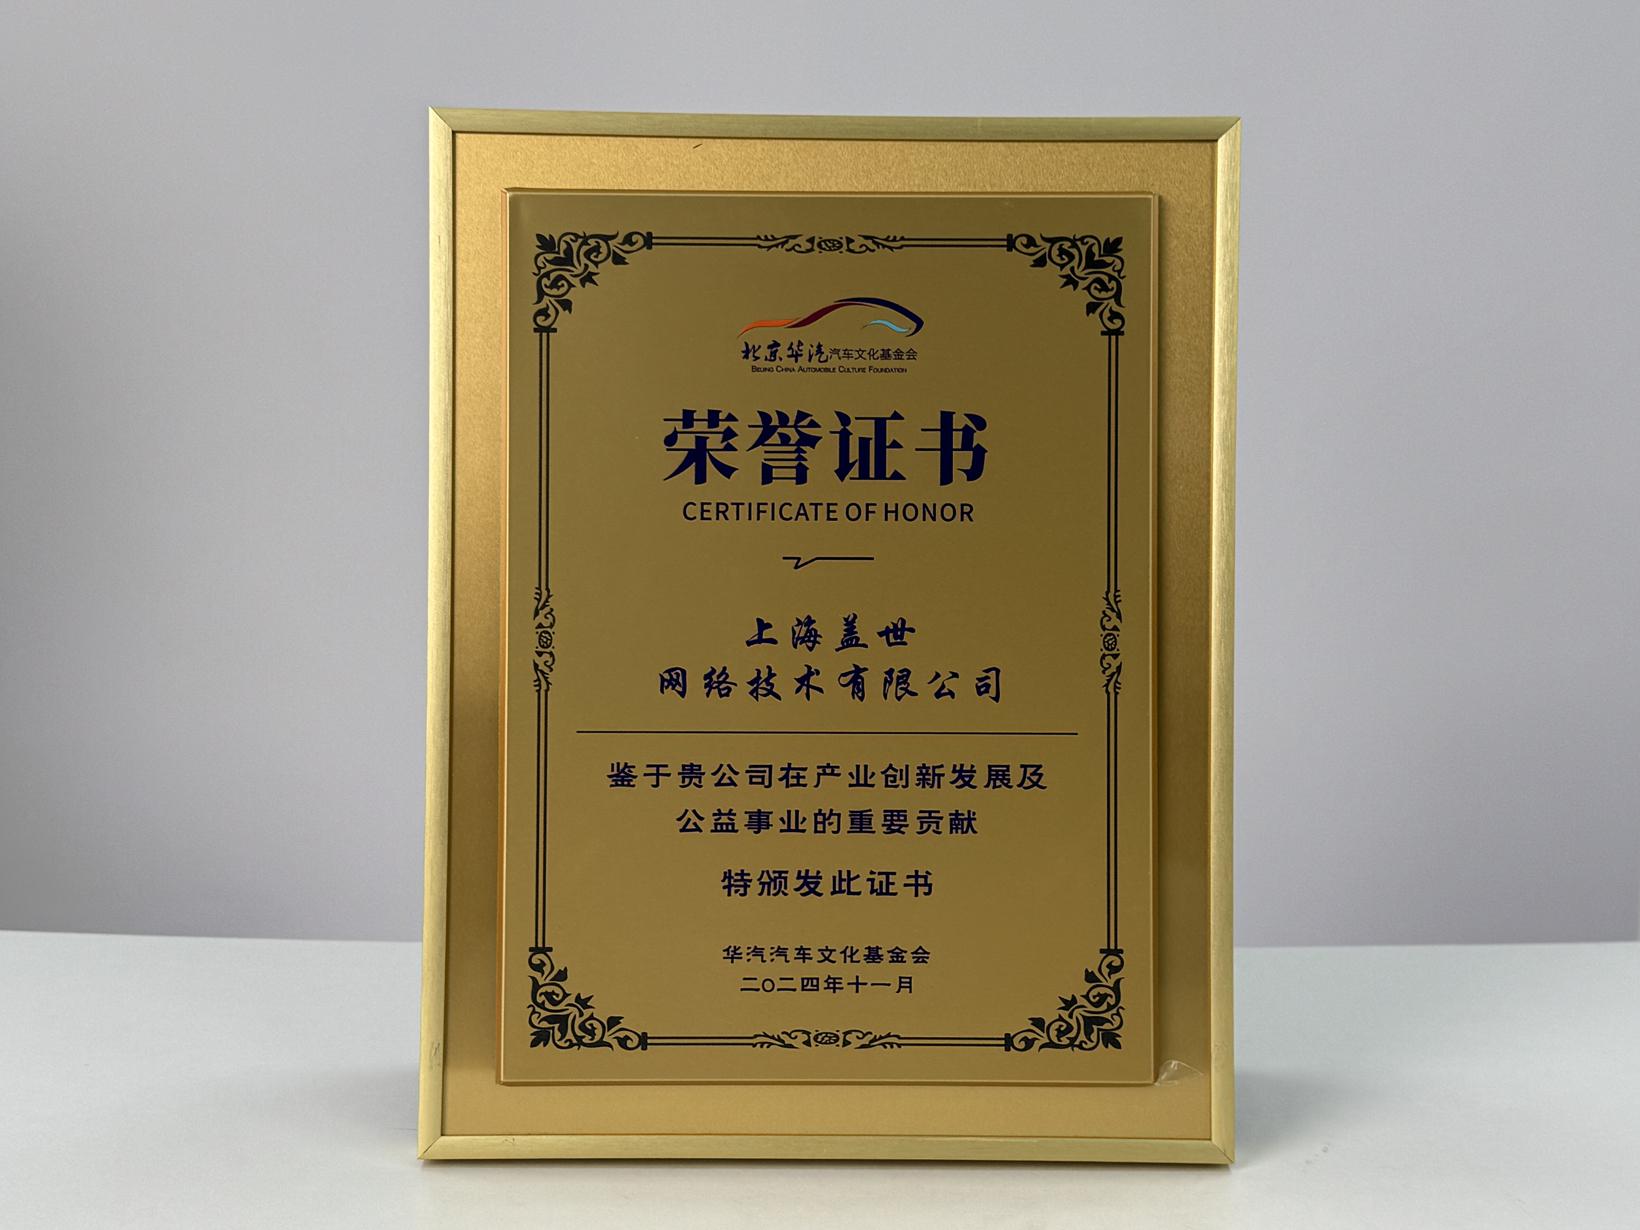 北京华汽汽车文化基金会
BEIJING CHINA AUTOMOBILE CULTURE FOUNDATION
荣誉证书
CERTIFICATE OF HONOR
上海盖世
网络技术有限公司
鉴于贵公司在产业创新发展及
公益事业的重要贡献
特颁发此证书
华汽汽车文化基金会
二〇二四年十一月